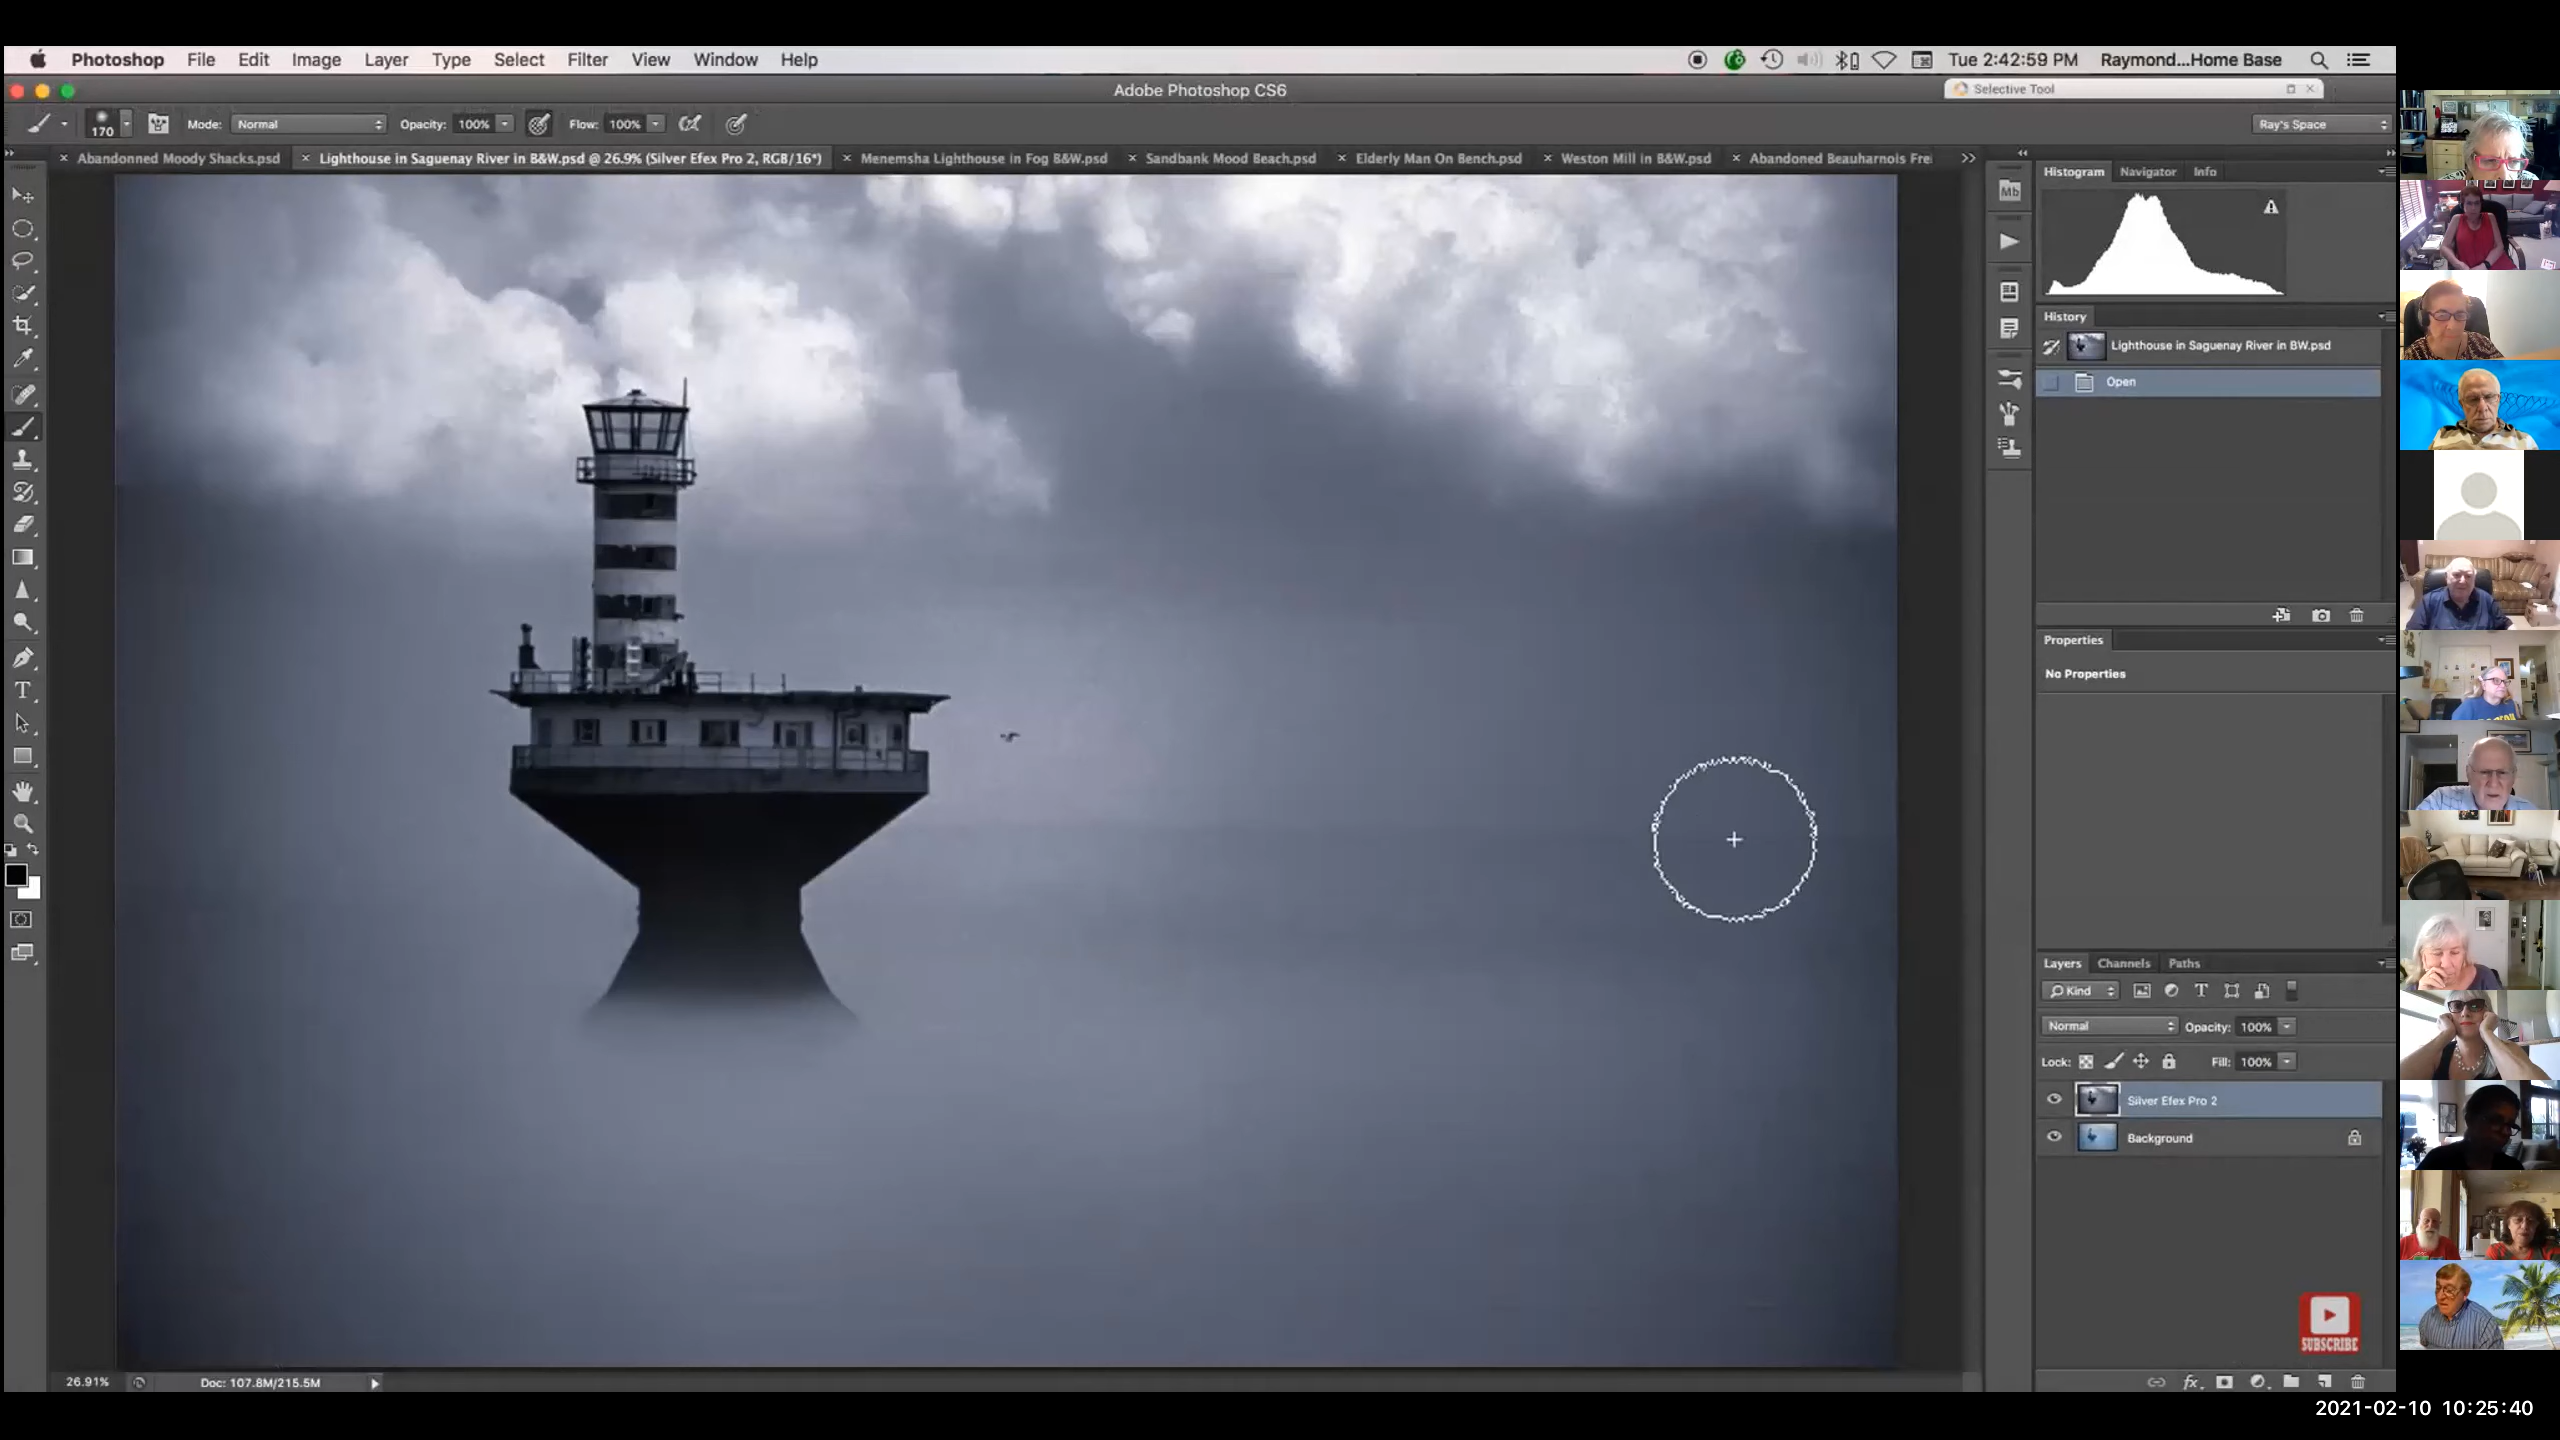 Photoshop File Edit Image Layer Type Select Filter View Window Help Tue 2:42:59 PM Raymond...Home Base
Adobe Photoshop CS6
Selective Tool
170 Mode: Normal Opacity: 100% Flow: 100% Ray's Space
× Abandonned Moody Shacks.psd × Lighthouse in Saguenay River in B&W.psd @ 26.9% (Silver Efex Pro 2, RGB/16*) × Menemsha Lighthouse in Fog B&W.psd × Sandbank Mood Beach.psd × Elderly Man On Bench.psd × Weston Mill in B&W.psd × Abandoned Beauharnois Fre
Histogram Navigator Info
Mb
History
Lighthouse in Saguenay River in BW.psd
Open
Properties
No Properties
Layers Channels Paths
Kind
Normal Opacity: 100%
Lock: Fill: 100%
Silver Efex Pro 2
Background
SUBSCRIBE
26.91% Doc: 107.8M/215.5M
2021-02-10 10:25:40